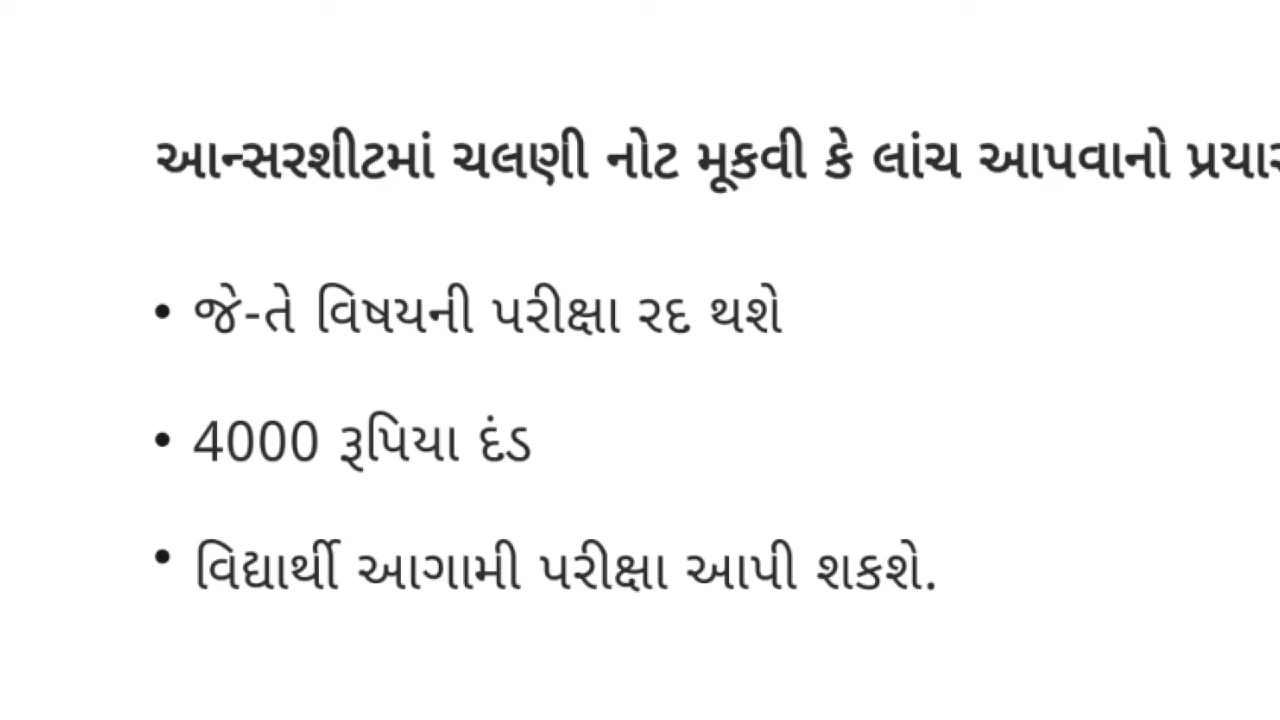 આન્સરશીટમાં ચલણી નોટ મૂકવી કે લાંચ આપવાનો
• જે-તે વિષયની પરીક્ષા રદ થશે
• 4000 રૂપિયા દંડ
• વિદ્યાર્થી આગામી પરીક્ષા આપી શકશે.